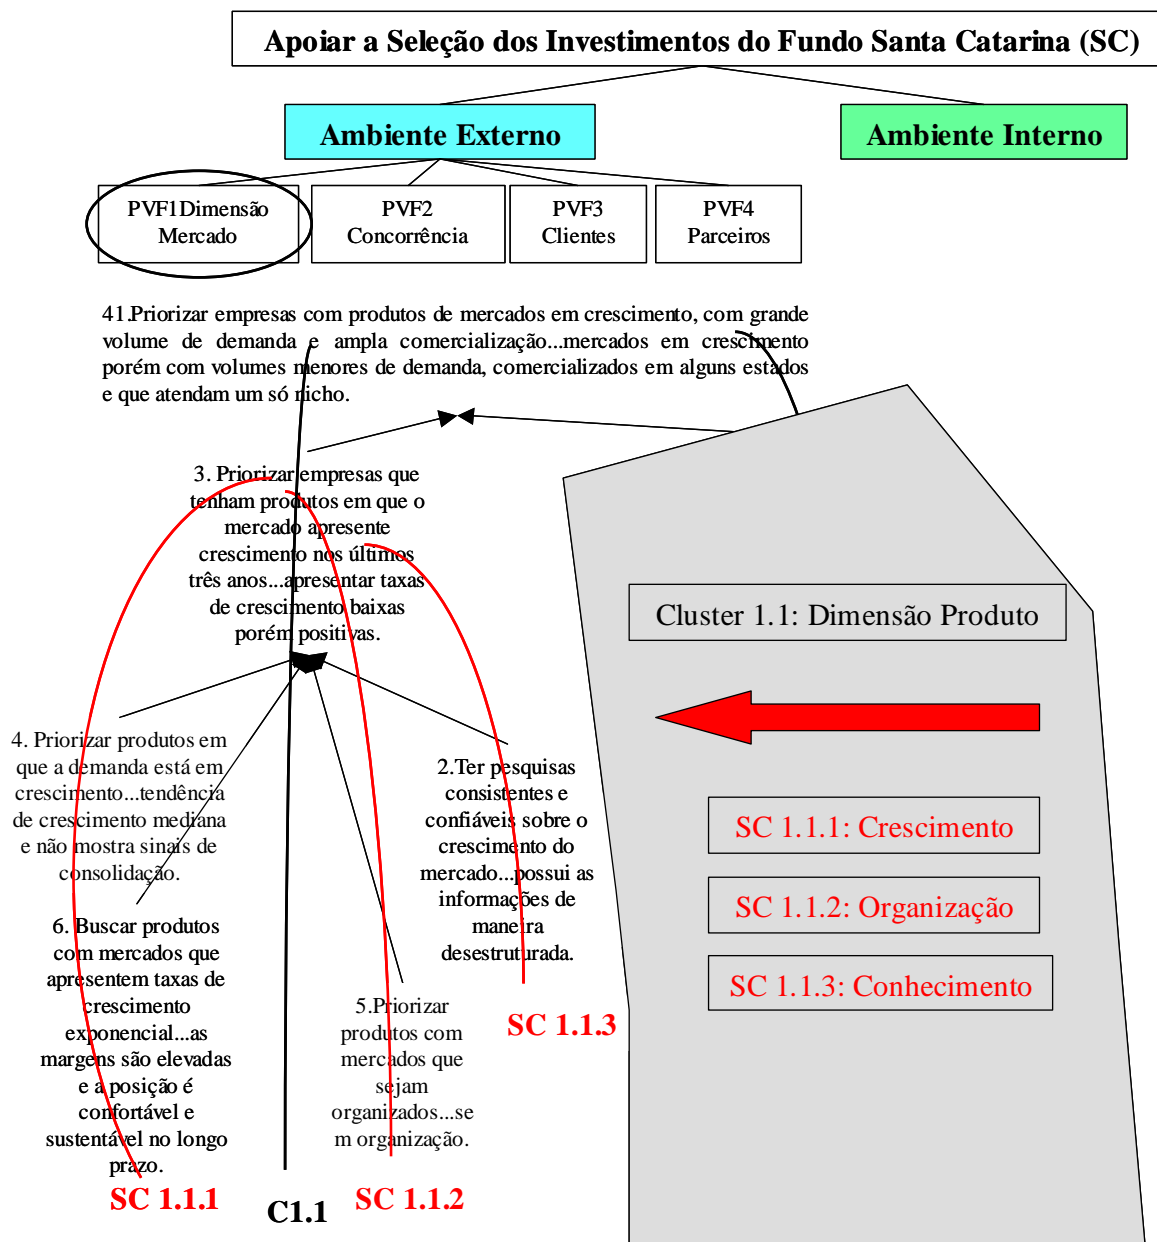 Apoiar a Seleção dos Investimentos do Fundo Santa Catarina (SC)
Ambiente Externo
Ambiente Interno
PVF1Dimensão
Mercado
PVF2
Concorrência
PVF3
Clientes
PVF4
Parceiros
41.Priorizar empresas com produtos de mercados em crescimento, com grande
volume de demanda e ampla comercialização...mercados em crescimento
porém com volumes menores de demanda, comercializados em alguns estados
e que atendam um só nicho.
3. Priorizar empresas que
tenham produtos em que o
mercado apresente
crescimento nos últimos
três anos...apresentar taxas
de crescimento baixas
porém positivas.
4. Priorizar produtos em
que a demanda está em
crescimento...tendência
de crescimento mediana
e não mostra sinais de
consolidação.
6. Buscar produtos
com mercados que
apresentem taxas de
crescimento
exponencial...as
margens são elevadas
e a posição é
confortável e
sustentável no longo
prazo.
5.Priorizar
produtos com
mercados que
sejam
organizados...se
m organização.
2.Ter pesquisas
consistentes e
confiáveis sobre o
crescimento do
mercado...possui as
informações de
maneira
desestruturada.
SC 1.1.1
C1.1
SC 1.1.2
SC 1.1.3
Cluster 1.1: Dimensão Produto
SC 1.1.1: Crescimento
SC 1.1.2: Organização
SC 1.1.3: Conhecimento